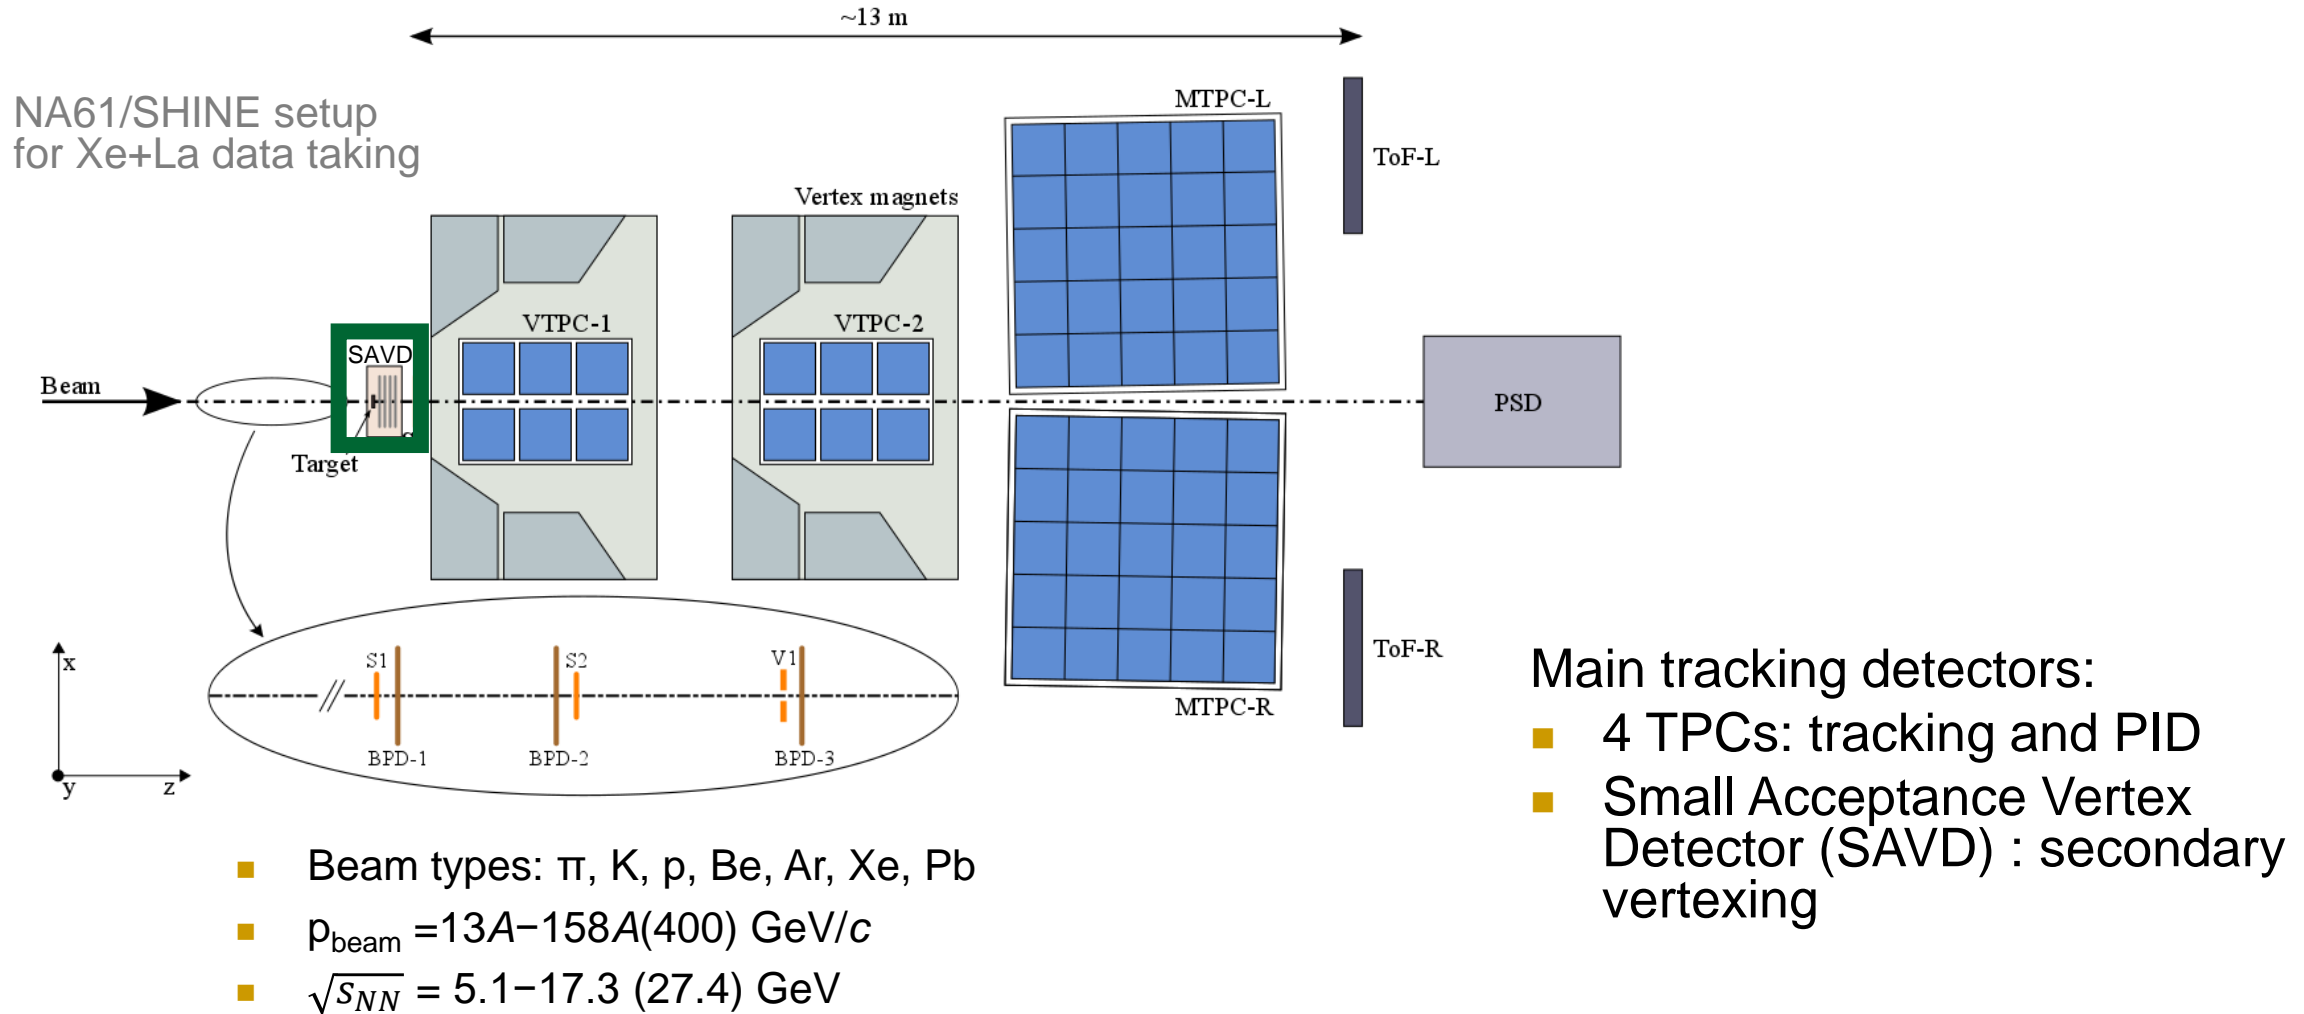 ~13 m
NA61/SHINE setup
for Xe+La data taking
MTPC-L
ToF-L
Vertex magnets
VTPC-1
VTPC-2
SAVD
Beam
PSD
Target
x
S1
S2
V1
ToF-R
MTPC-R
BPD-1
BPD-2
BPD-3
y
z
Main tracking detectors:
■ 4 TPCs: tracking and PID
■ Small Acceptance Vertex
Detector (SAVD) : secondary
vertexing
■ Beam types: π, K, p, Be, Ar, Xe, Pb
■ p_beam =13A−158A(400) GeV/c
■ √s_NN = 5.1−17.3 (27.4) GeV